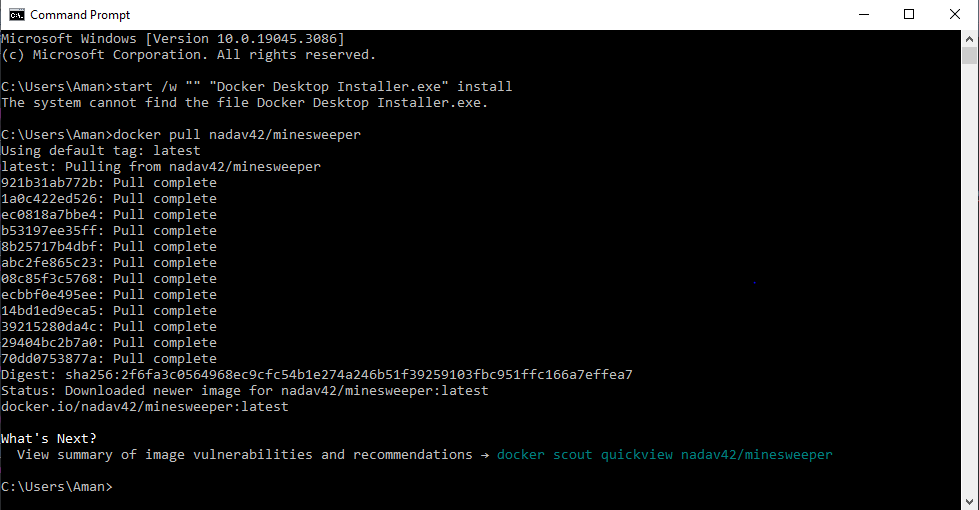 Command Prompt
Microsoft Windows [Version 10.0.19045.3086]
(c) Microsoft Corporation. All rights reserved.
C:\Users\Aman>start /w "" "Docker Desktop Installer.exe" install
The system cannot find the file Docker Desktop Installer.exe.
C:\Users\Aman>docker pull nadav42/minesweeper
Using default tag: latest
latest: Pulling from nadav42/minesweeper
921b31ab772b: Pull complete
1a0c422ed526: Pull complete
ec0818a7bbe4: Pull complete
b53197ee35ff: Pull complete
8b25717b4dbf: Pull complete
abc2fe865c23: Pull complete
08c85f3c5768: Pull complete
ecbbf0e495ee: Pull complete
14bd1ed9eca5: Pull complete
39215280da4c: Pull complete
29404bc2b7a0: Pull complete
70dd0753877a: Pull complete
Digest: sha256:2f6fa3c0564968ec9cfc54b1e274a246b51f39259103fbc951ffc166a7effea7
Status: Downloaded newer image for nadav42/minesweeper:latest
docker.io/nadav42/minesweeper:latest
What's Next?
View summary of image vulnerabilities and recommendations → docker scout quickview nadav42/minesweeper
C:\Users\Aman>